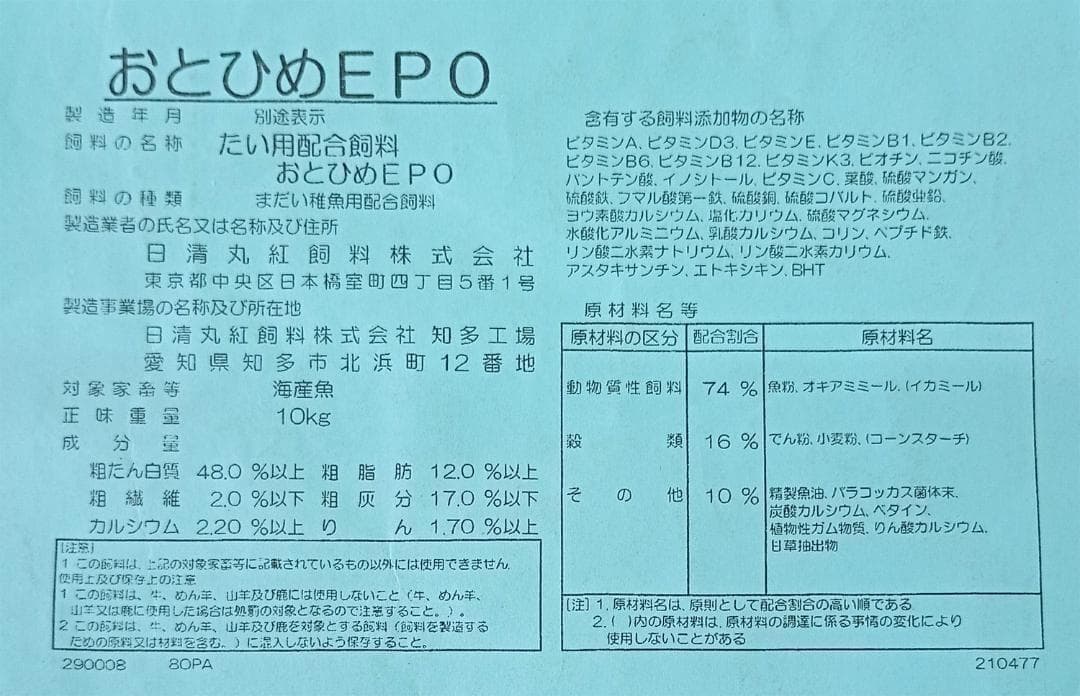 おとひめEPO
製造年月 別途表示
飼料の名称 たい用配合飼料
おとひめEPO
飼料の種類 まだい稚魚用配合飼料
製造業者の氏名又は名称及び住所
日清丸紅飼料株式会社
東京都中央区日本橋室町四丁目5番1号
製造事業場の名称及び所在地
日清丸紅飼料株式会社 知多工場
愛知県知多市北浜町12番地
対象家畜等 海産魚
正味重量 10kg
成分量
粗たん白質 48.0 %以上 粗脂肪 12.0 %以上
粗繊維 2.0 %以下 粗灰分 17.0 %以下
カルシウム 2.20 %以上 りん 1.70 %以上
[注意]
1 この飼料は、上記の対象家畜等に記載されているもの以外には使用できません.
使用上及び保存上の注意
1 この飼料は、牛、めん羊、山羊及び鹿には使用しないこと(牛、めん羊、
山羊又は鹿に使用した場合は処罰の対象となるので注意すること。)。
2 この飼料は、牛、めん羊、山羊及び鹿を対象とする飼料(飼料を製造する
ための原料又は材料を含む。)に混入しないよう保存すること。
290008 80PA
含有する飼料添加物の名称
ビタミンA、ビタミンD3、ビタミンE、ビタミンB1、ビタミンB2、
ビタミンB6、ビタミンB12、ビタミンK3、ビオチン、ニコチン酸、
パントテン酸、イノシトール、ビタミンC、葉酸、硫酸マンガン、
硫酸鉄、フマル酸第一鉄、硫酸銅、硫酸コバルト、硫酸亜鉛、
ヨウ素酸カルシウム、塩化カリウム、硫酸マグネシウム、
水酸化アルミニウム、乳酸カルシウム、コリン、ペプチド鉄、
リン酸二水素ナトリウム、リン酸二水素カリウム、
アスタキサンチン、エトキシキン、BHT
原材料名等
原材料の区分 配合割合 原材料名
動物質性飼料 74 % 魚粉、オキアミミール、(イカミール)
穀類 16 % でん粉、小麦粉、(コーンスターチ)
その他 10 % 精製魚油、パラコッカス菌体末、
炭酸カルシウム、ベタイン、
植物性ガム物質、りん酸カルシウム、
甘草抽出物
[注] 1. 原材料名は、原則として配合割合の高い順である
2. ( )内の原材料は、原材料の調達に係る事情の変化により
使用しないことがある
210477